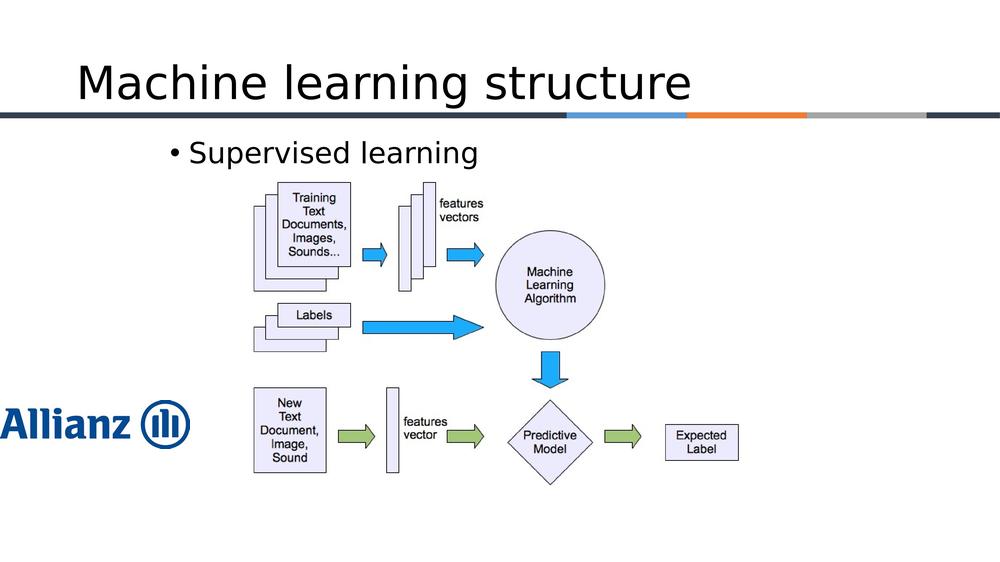 Machine learning structure
• Supervised learning
Training
Text
Documents,
Images,
Sounds...
features
vectors
Machine
Learning
Algorithm
Labels
Allianz
New
Text
Document,
Image,
Sound
features
vector
Predictive
Model
Expected
Label